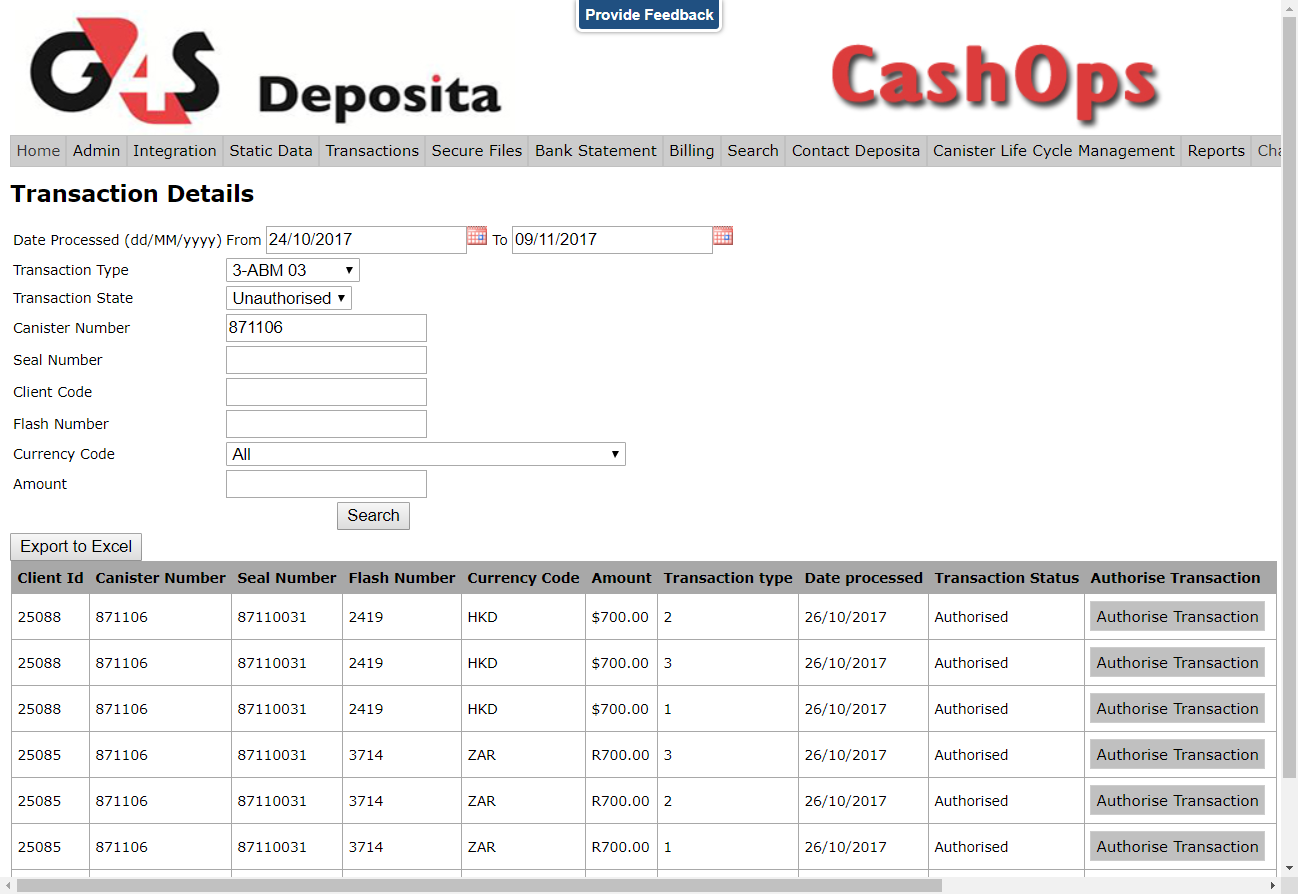 Provide Feedback
G4S Deposita
CashOps
Home Admin Integration Static Data Transactions Secure Files Bank Statement Billing Search Contact Deposita Canister Life Cycle Management Reports Cha
Transaction Details
Date Processed (dd/MM/yyyy) From 24/10/2017 To 09/11/2017
Transaction Type 3-ABM 03
Transaction State Unauthorised
Canister Number 871106
Seal Number
Client Code
Flash Number
Currency Code All
Amount
Search
Export to Excel
Client Id Canister Number Seal Number Flash Number Currency Code Amount Transaction type Date processed Transaction Status Authorise Transaction
25088 871106 87110031 2419 HKD $700.00 2 26/10/2017 Authorised Authorise Transaction
25088 871106 87110031 2419 HKD $700.00 3 26/10/2017 Authorised Authorise Transaction
25088 871106 87110031 2419 HKD $700.00 1 26/10/2017 Authorised Authorise Transaction
25085 871106 87110031 3714 ZAR R700.00 3 26/10/2017 Authorised Authorise Transaction
25085 871106 87110031 3714 ZAR R700.00 2 26/10/2017 Authorised Authorise Transaction
25085 871106 87110031 3714 ZAR R700.00 1 26/10/2017 Authorised Authorise Transaction